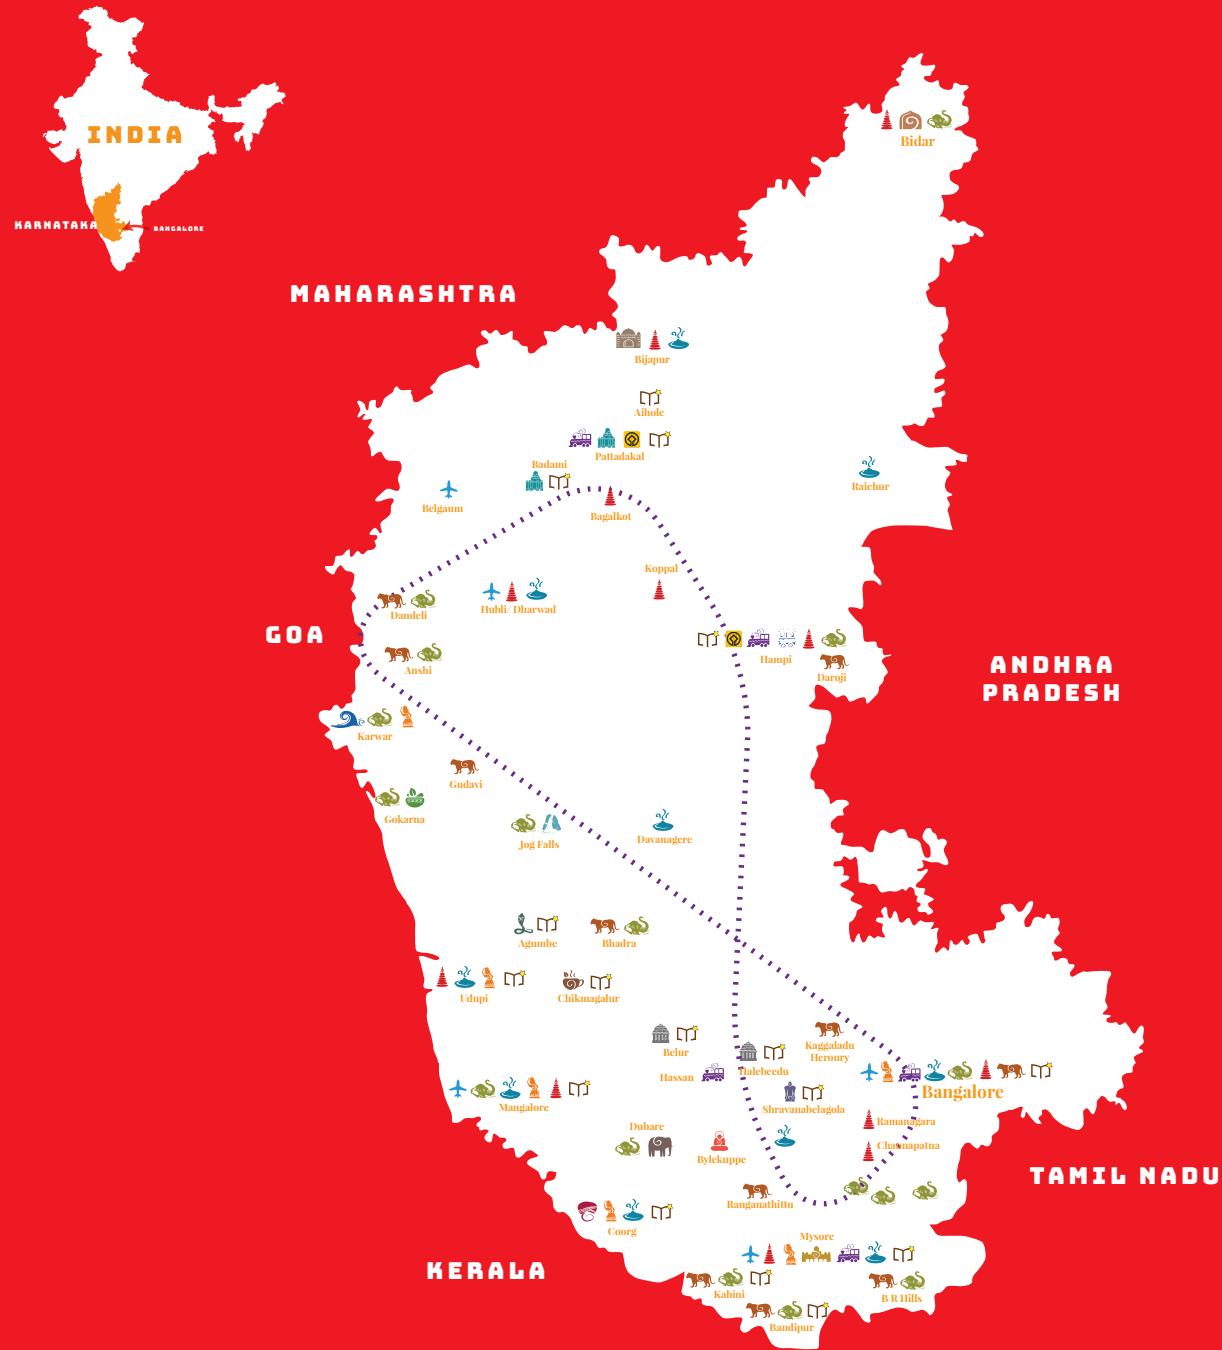 INDIA
KARNATAKA
BANGALORE
Bidar
MAHARASHTRA
Bijapur
Aihole
Pattadakal
Badami
Raichur
Belgaum
Bagalkot
Koppal
Dandeli
Hubli/ Dharwad
GOA
Hampi
Anshi
Daroji
ANDHRA
PRADESH
Karwar
Gudavi
Gokarna
Jog Falls
Davanagere
Agumbe
Bhadra
Udupi
Chikmagalur
Belur
Kaggaladu
Heronry
Hassan
Halebeedu
Bangalore
Mangalore
Shravanabelagola
Ramanagara
Dubare
Channapatna
Bylekuppe
TAMIL NADU
Ranganathittu
Coorg
Mysore
KERALA
Kabini
B R Hills
Bandipur